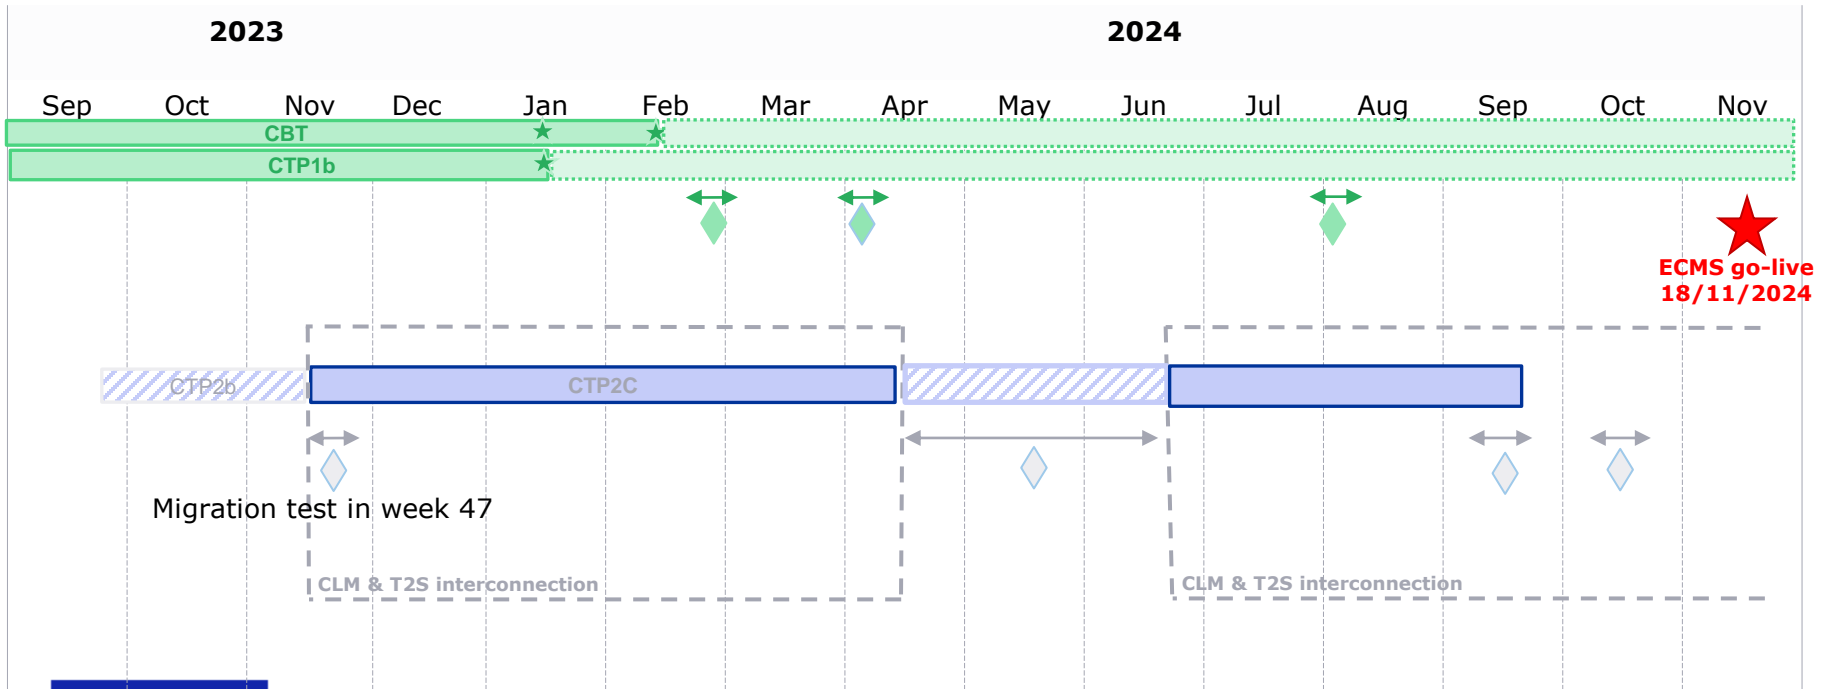 2023
2024
Sep Oct Nov Dec Jan Feb Mar Apr May Jun Jul Aug Sep Oct Nov
CBT
CTP1b
ECMS go-live
18/11/2024
CTP2b
CTP2C
Migration test in week 47
CLM & T2S interconnection
CLM & T2S interconnection